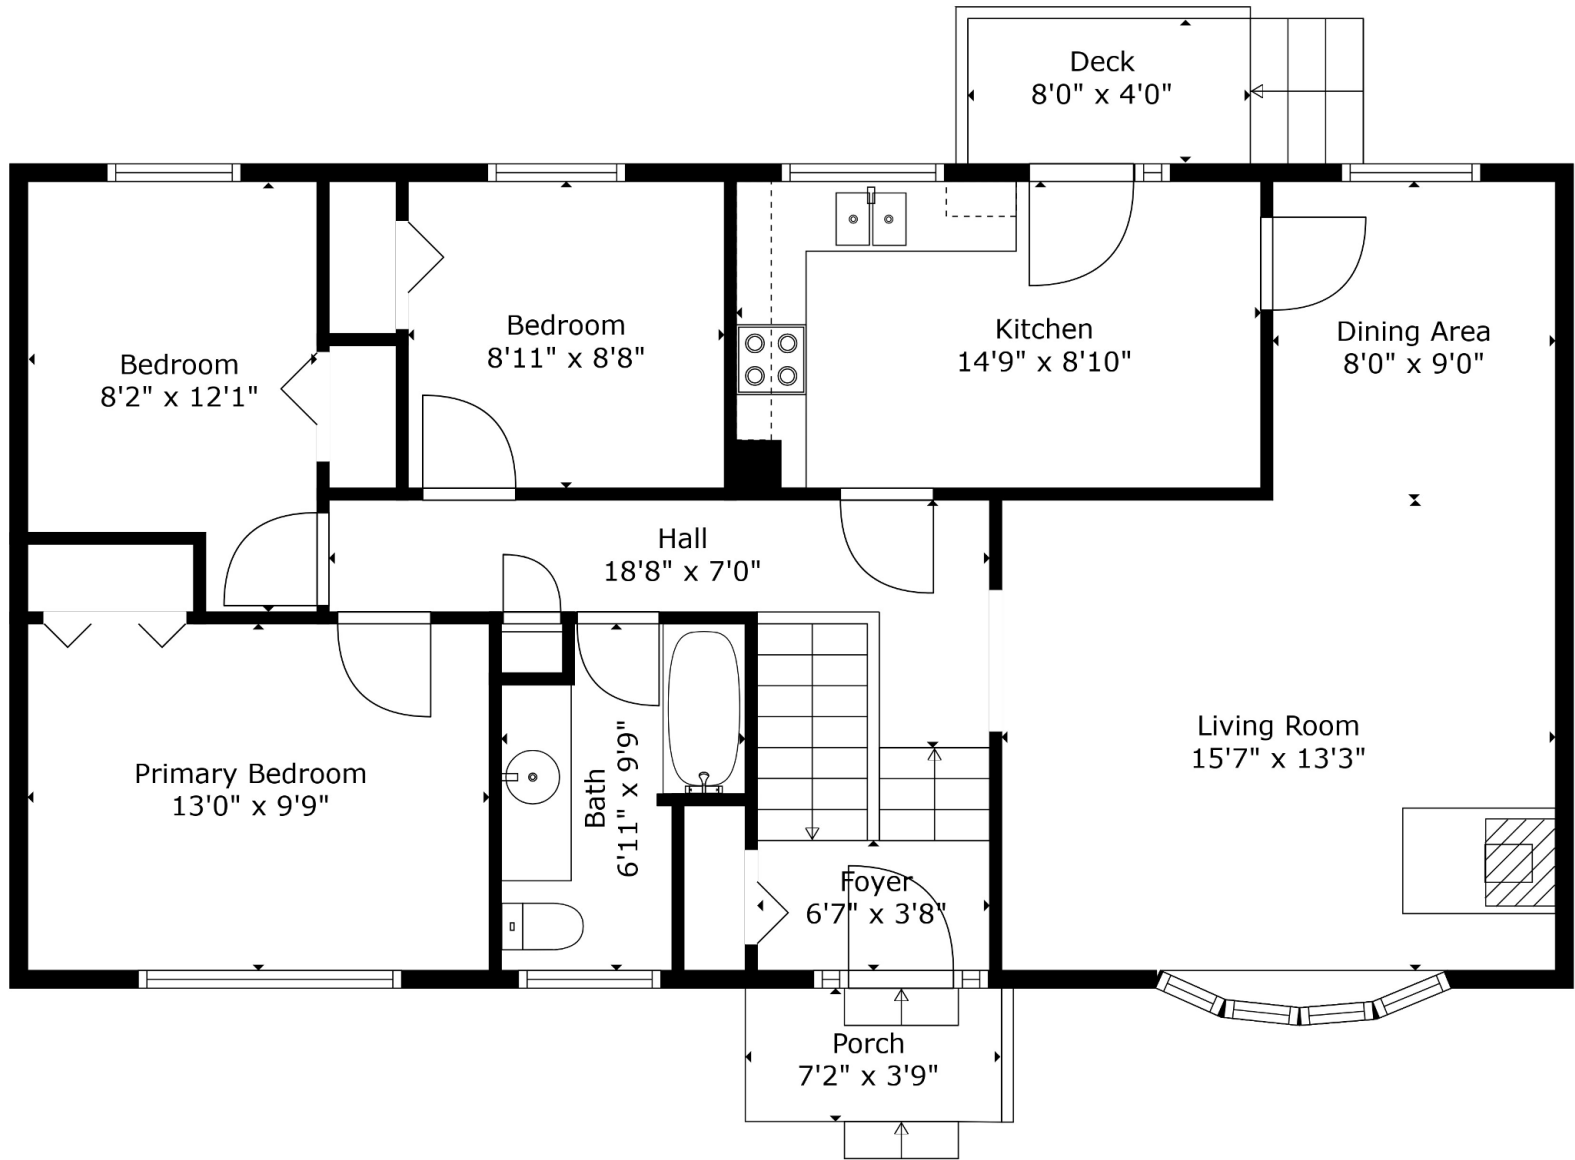 Deck
8'0" x 4'0"
Bedroom
8'11" x 8'8"
Kitchen
14'9" x 8'10"
Dining Area
8'0" x 9'0"
Bedroom
8'2" x 12'1"
Hall
18'8" x 7'0"
Living Room
15'7" x 13'3"
Primary Bedroom
13'0" x 9'9"
Bath
6'11" x 9'9"
Foyer
6'7" x 3'8"
Porch
7'2" x 3'9"